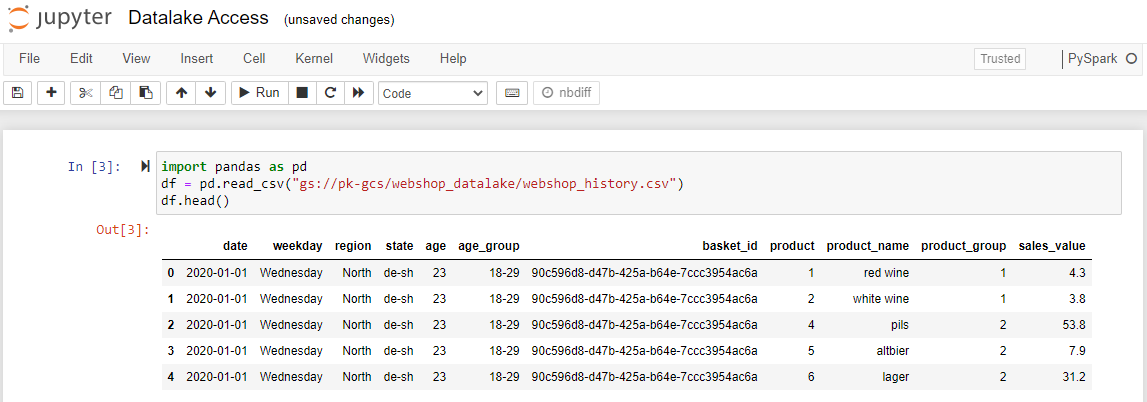 jupyter Datalake Access (unsaved changes)
File Edit View Insert Cell Kernel Widgets Help Trusted PySpark
Run Code nbdiff
In [3]: import pandas as pd
df = pd.read_csv("gs://pk-gcs/webshop_datalake/webshop_history.csv")
df.head()
Out[3]:
date weekday region state age age_group basket_id product product_name product_group sales_value
0 2020-01-01 Wednesday North de-sh 23 18-29 90c596d8-d47b-425a-b64e-7ccc3954ac6a 1 red wine 1 4.3
1 2020-01-01 Wednesday North de-sh 23 18-29 90c596d8-d47b-425a-b64e-7ccc3954ac6a 2 white wine 1 3.8
2 2020-01-01 Wednesday North de-sh 23 18-29 90c596d8-d47b-425a-b64e-7ccc3954ac6a 4 pils 2 53.8
3 2020-01-01 Wednesday North de-sh 23 18-29 90c596d8-d47b-425a-b64e-7ccc3954ac6a 5 altbier 2 7.9
4 2020-01-01 Wednesday North de-sh 23 18-29 90c596d8-d47b-425a-b64e-7ccc3954ac6a 6 lager 2 31.2